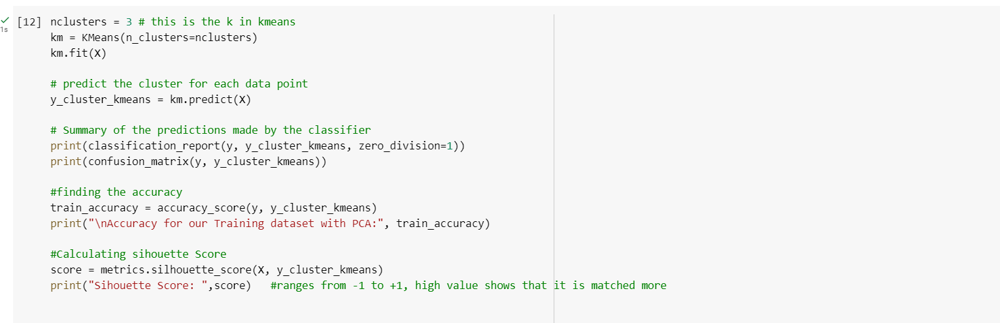 [12] nclusters = 3 # this is the k in kmeans
km = KMeans(n_clusters=nclusters)
km.fit(X)
# predict the cluster for each data point
y_cluster_kmeans = km.predict(X)
# Summary of the predictions made by the classifier
print(classification_report(y, y_cluster_kmeans, zero_division=1))
print(confusion_matrix(y, y_cluster_kmeans))
#finding the accuracy
train_accuracy = accuracy_score(y, y_cluster_kmeans)
print("\nAccuracy for our Training dataset with PCA:", train_accuracy)
#Calculating sihouette Score
score = metrics.silhouette_score(X, y_cluster_kmeans)
print("Sihouette Score: ",score)   #ranges from -1 to +1, high value shows that it is matched more
1s